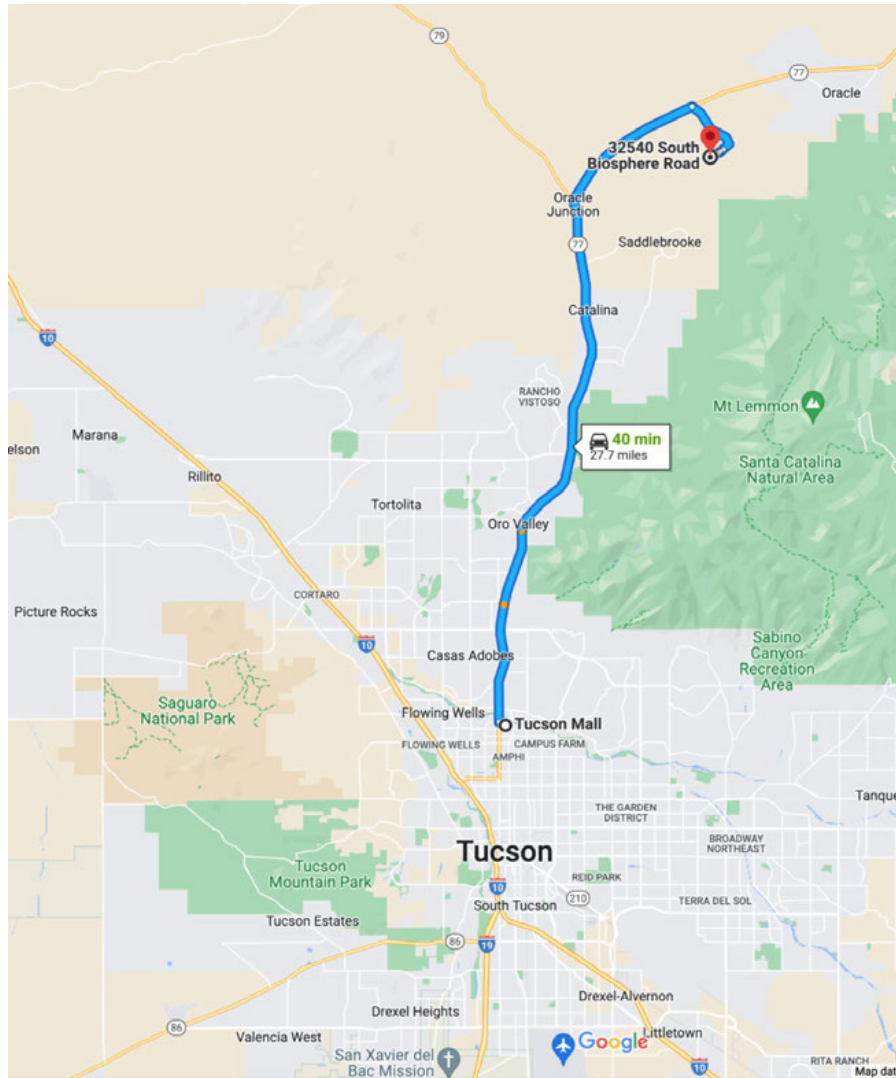 79
77
Oracle
32540 South
Biosphere Road
Oracle
Junction
77
Saddlebrooke
Catalina
10
RANCHO
VISTOSO
Mt Lemmon
Marana
elson
40 min
27.7 miles
Santa Catalina
Natural Area
Rillito
Tortolita
Oro Valley
CORTARO
Picture Rocks
10
Casas Adobes
Sabino
Canyon
Recreation
Area
Saguaro
National Park
Flowing Wells
Tucson Mall
FLOWING WELLS
CAMPUS FARM
AMPHI
THE GARDEN
DISTRICT
Tanque
BROADWAY
NORTHEAST
Tucson
Tucson
Mountain Park
10
REID PARK
210
TERRA DEL SOL
South Tucson
Tucson Estates
86
19
Drexel-Alvernon
Drexel Heights
86
Valencia West
Google
Littletown
San Xavier del
Bac Mission
10
RITA RANCH
Map dat